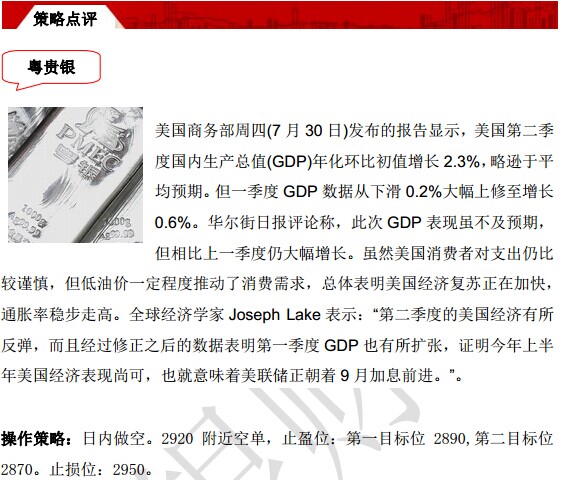 策略点评
粤贵银
PMEC
1000g
Ag99.99
1000g
美国商务部周四(7 月 30 日)发布的报告显示，美国第二季
度国内生产总值(GDP)年化环比初值增长 2.3%，略逊于平
均预期。但一季度 GDP 数据从下滑 0.2%大幅上修至增长
0.6%。华尔街日报评论称，此次 GDP 表现虽不及预期，
但相比上一季度仍大幅增长。虽然美国消费者对支出仍比
较谨慎，但低油价一定程度推动了消费需求，总体表明美国经济复苏正在加快，
通胀率稳步走高。全球经济学家 Joseph Lake 表示：“第二季度的美国经济有所
反弹，而且经过修正之后的数据表明第一季度 GDP 也有所扩张，证明今年上半
年美国经济表现尚可，也就意味着美联储正朝着 9 月加息前进。”。
操作策略：日内做空。2920 附近空单，止盈位：第一目标位 2890,第二目标位
2870。止损位：2950。